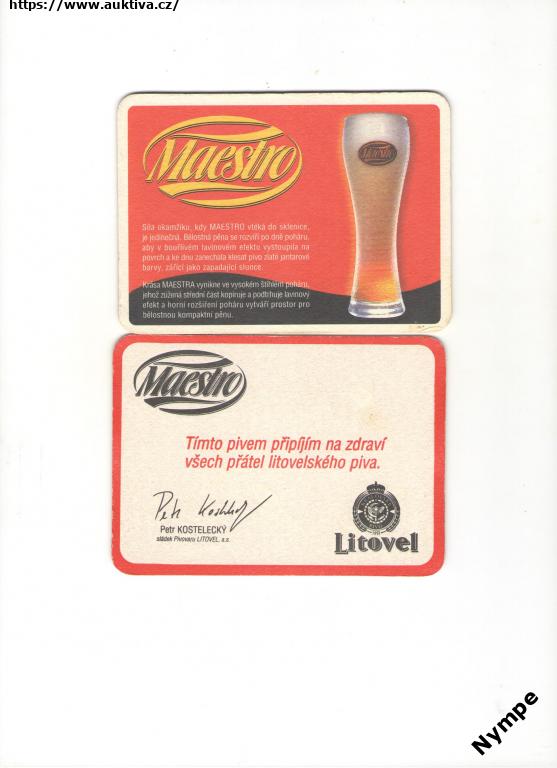 https://www.auktiva.cz/
Maestro
Maestro
Síla okamžiku, kdy MAESTRO vtéká do sklenice,
je jedinečná. Bělostná pěna se rozvíří po dně poháru,
aby v bouřlivém lavinovém efektu vystoupila na
povrch a ke dnu zanechala klesat pivo zlaté jantarové
barvy, zářící jako zapadající slunce.
Krása MAESTRA vynikne ve vysokém štíhlém poháru,
jehož zúžená střední část kopíruje a podtrhuje lavinový
efekt a horní rozšíření poháru vytváří prostor pro
bělostnou kompaktní pěnu.
Maestro
Tímto pivem připíjím na zdraví
všech přátel litovelského piva.
Petr KOSTELECKÝ
sládek Pivovaru LITOVEL, a.s.
Litovel
Nympe